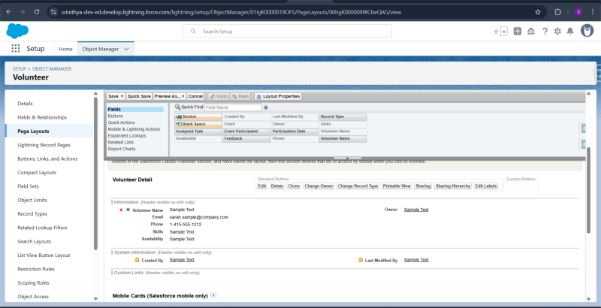 srinithya-dev-ed.develop.lightning.force.com/lightning/setup/ObjectManager/
Search Setup
Setup Home Object Manager
SETUP > OBJECT MANAGER
Volunteer
Details
Fields & Relationships
Page Layouts
Lightning Record Pages
Buttons, Links, and Actions
Compact Layouts
Field Sets
Object Limits
Record Types
Related Lookup Filters
Search Layouts
List View Button Layout
Restriction Rules
Scoping Rules
Object Access
Save Quick Save Preview As... Cancel Undo Redo Layout Properties
Fields
Buttons
Quick Actions
Mobile & Lightning Actions
Expanded Lookups
Related Lists
Report Charts
Quick Find Field Name
Section Created By Last Modified By Record Type
Blank Space Email Owner Skills
Assigned Task Event Participated Participation Date Volunteer Name
Availability Feedback Phone Volunteer Name
Volunteer Detail
Standard Buttons
Edit Delete Clone Change Owner Change Record Type Printable View Sharing Sharing Hierarchy Edit Labels
Custom Buttons
Information (Header visible on edit only)
Volunteer Name Sample Text Owner Sample Text
Email sarah.sample@company.com
Phone 1-415-555-1212
Skills Sample Text
Availability Sample Text
System Information (Header visible on edit only)
Created By Sample Text Last Modified By Sample Text
Custom Links (Header visible on edit only)
Mobile Cards (Salesforce mobile only)